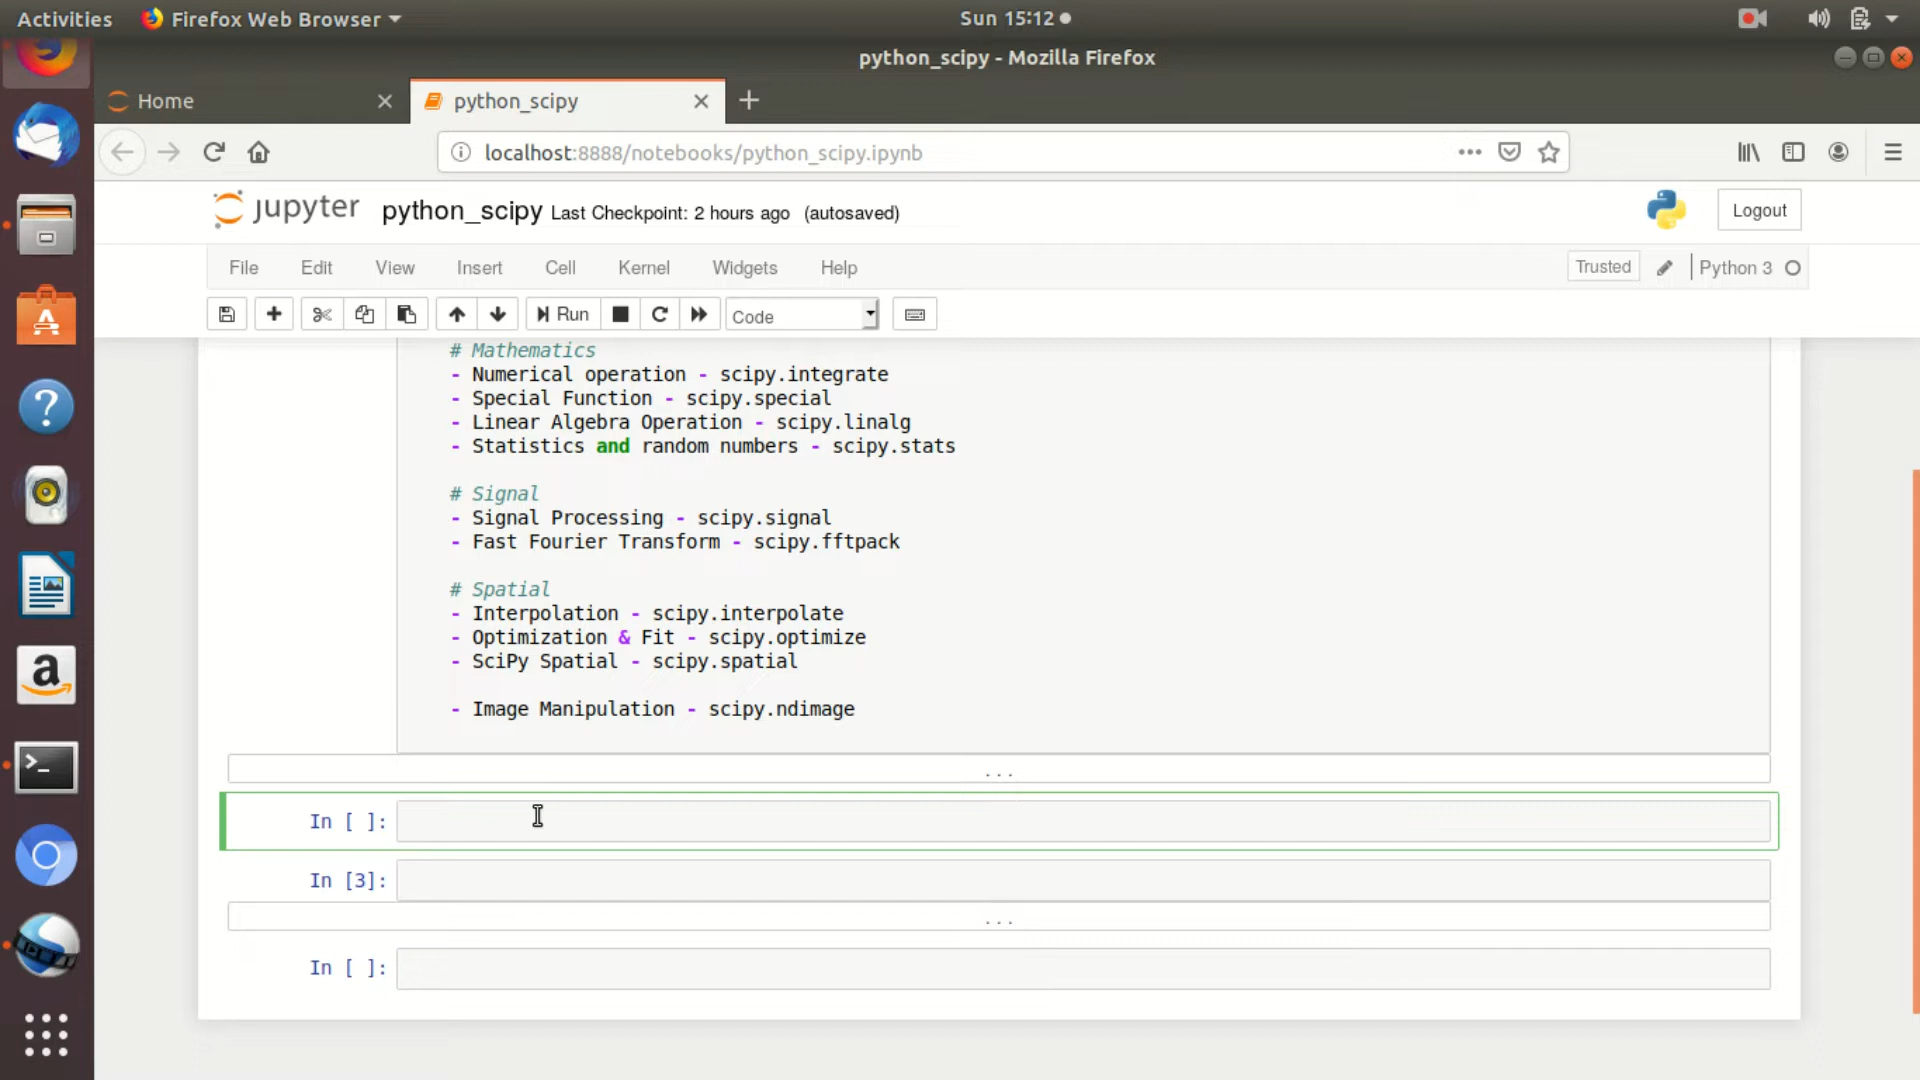 Activities Firefox Web Browser Sun 15:12
python_scipy - Mozilla Firefox
Home python_scipy
localhost:8888/notebooks/python_scipy.ipynb
jupyter python_scipy Last Checkpoint: 2 hours ago (autosaved) Logout
File Edit View Insert Cell Kernel Widgets Help Trusted Python 3
Run Code
# Mathematics
- Numerical operation - scipy.integrate
- Special Function - scipy.special
- Linear Algebra Operation - scipy.linalg
- Statistics and random numbers - scipy.stats
# Signal
- Signal Processing - scipy.signal
- Fast Fourier Transform - scipy.fftpack
# Spatial
- Interpolation - scipy.interpolate
- Optimization & Fit - scipy.optimize
- SciPy Spatial - scipy.spatial
- Image Manipulation - scipy.ndimage
...
In [ ]:
In [3]:
...
In [ ]: